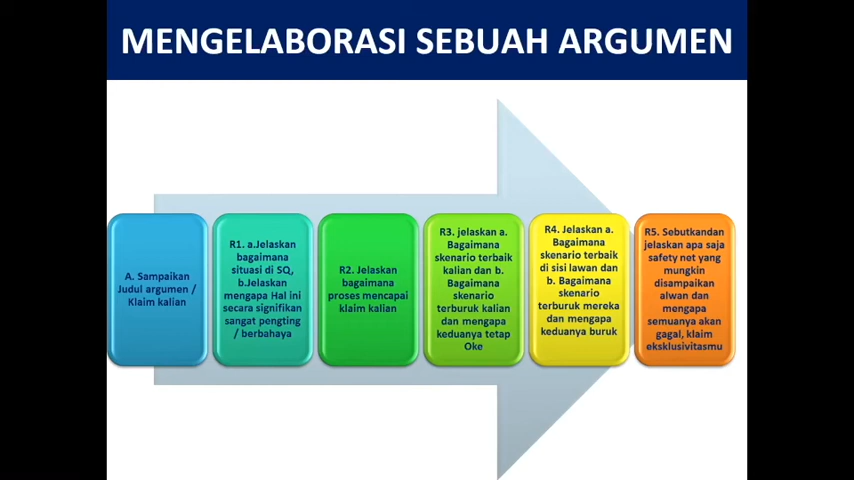 MENGELABORASI SEBUAH ARGUMEN
A. Sampaikan
Judul argumen /
Klaim kalian
R1. a.Jelaskan
bagaimana
situasi di SQ,
b.Jelaskan
mengapa Hal ini
secara signifikan
sangat pengting
/ berbahaya
R2. Jelaskan
bagaimana
proses mencapai
klaim kalian
R3. jelaskan a.
Bagaimana
skenario terbaik
kalian dan b.
Bagaimana
skenario
terburuk kalian
dan mengapa
keduanya tetap
Oke
R4. Jelaskan a.
Bagaimana
skenario terbaik
di sisi lawan dan
b. Bagaimana
skenario
terburuk mereka
dan mengapa
keduanya buruk
R5. Sebutkandan
jelaskan apa saja
safety net yang
mungkin
disampaikan
alwan dan
mengapa
semuanya akan
gagal, klaim
eksklusivitasmu